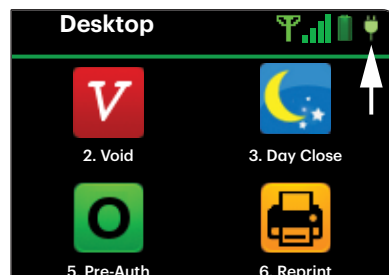 Desktop
V
2. Void
3. Day Close
O
5. Pre-Auth
6. Reprint